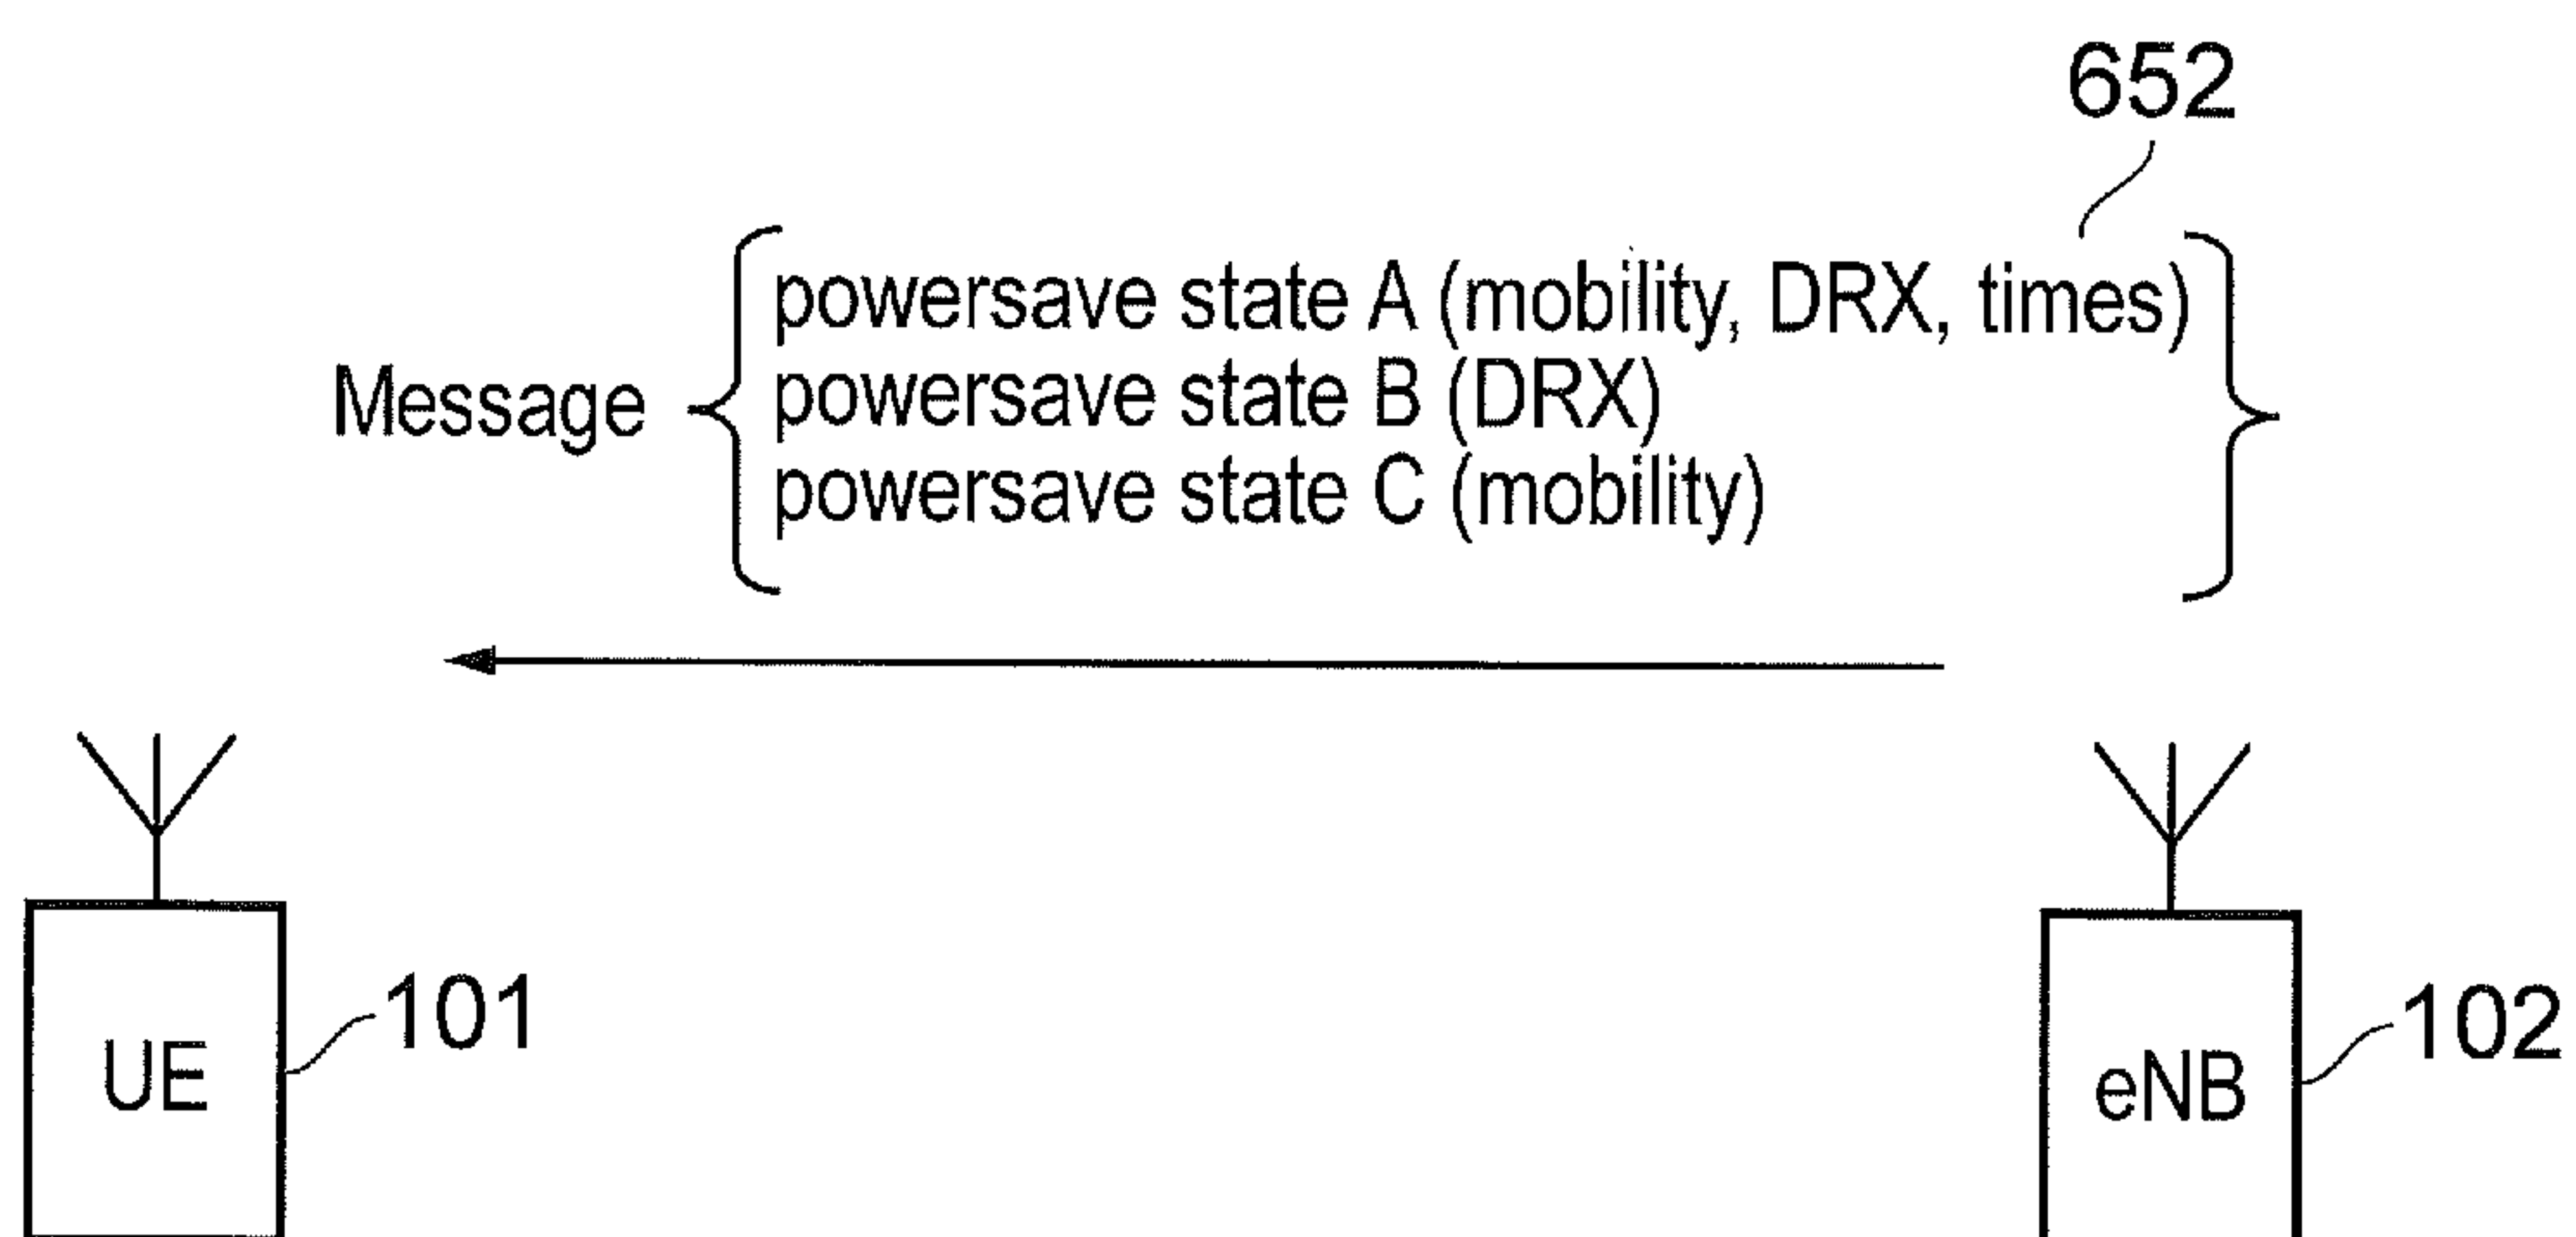 652
powersave state A (mobility, DRX, times)
Message
powersave state B (DRX)
powersave state C (mobility)
UE
101
eNB
102